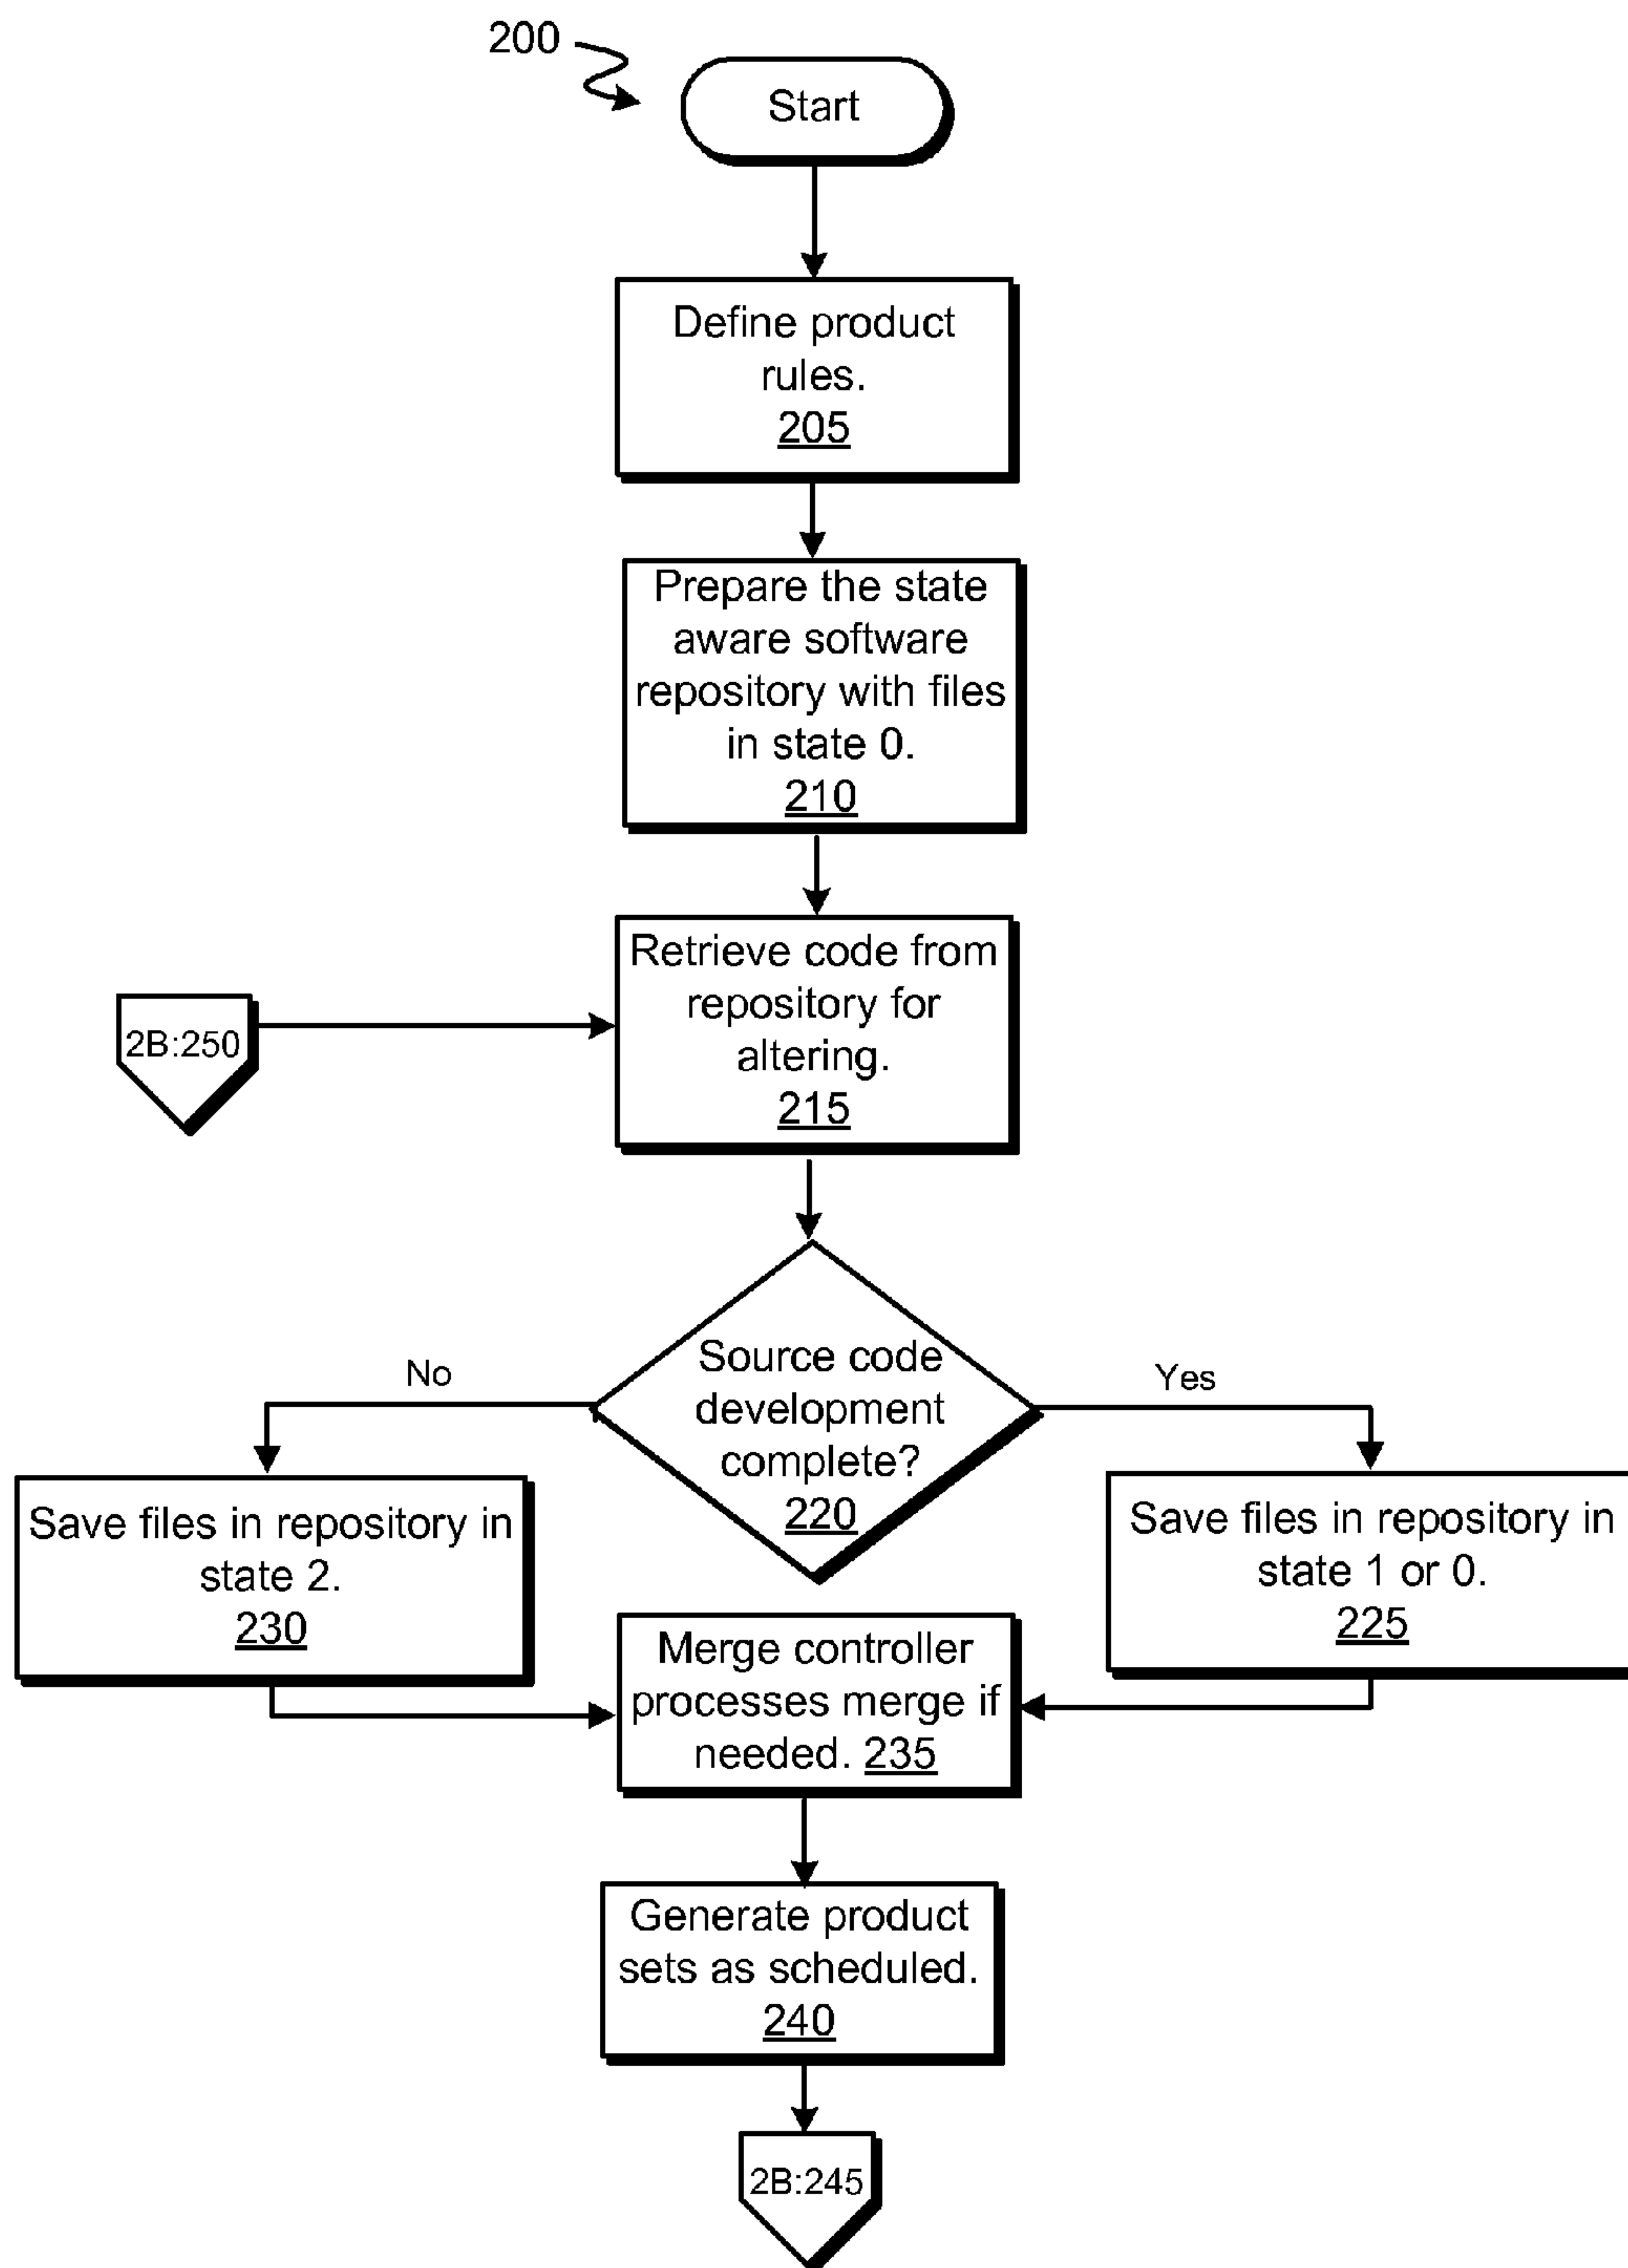 200
Start
Define product
rules.
205
Prepare the state
aware software
repository with files
in state 0.
210
Retrieve code from
repository for
altering.
215
2B:250
Source code
development
complete?
220
No
Yes
Save files in repository in
state 2.
230
Save files in repository in
state 1 or 0.
225
Merge controller
processes merge if
needed. 235
Generate product
sets as scheduled.
240
2B:245